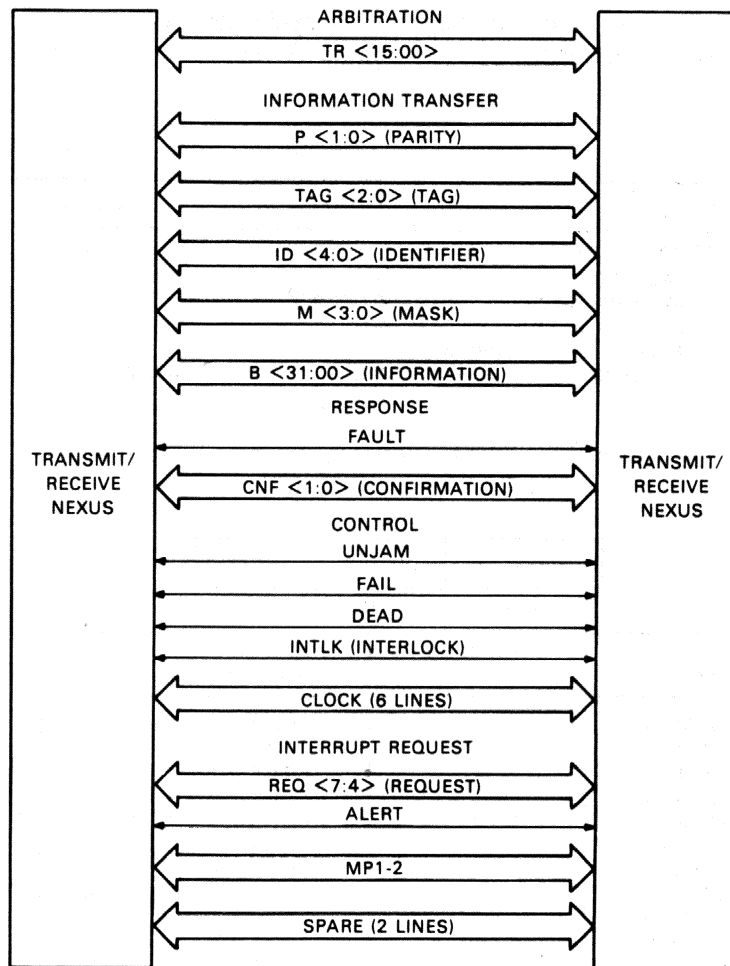 ARBITRATION
TR <15:00>
INFORMATION TRANSFER
P <1:0> (PARITY)
TAG <2:0> (TAG)
ID <4:0> (IDENTIFIER)
M <3:0> (MASK)
B <31:00> (INFORMATION)
RESPONSE
FAULT
TRANSMIT/
RECEIVE
NEXUS
CNF <1:0> (CONFIRMATION)
TRANSMIT/
RECEIVE
NEXUS
CONTROL
UNJAM
FAIL
DEAD
INTLK (INTERLOCK)
CLOCK (6 LINES)
INTERRUPT REQUEST
REQ <7:4> (REQUEST)
ALERT
MP1-2
SPARE (2 LINES)